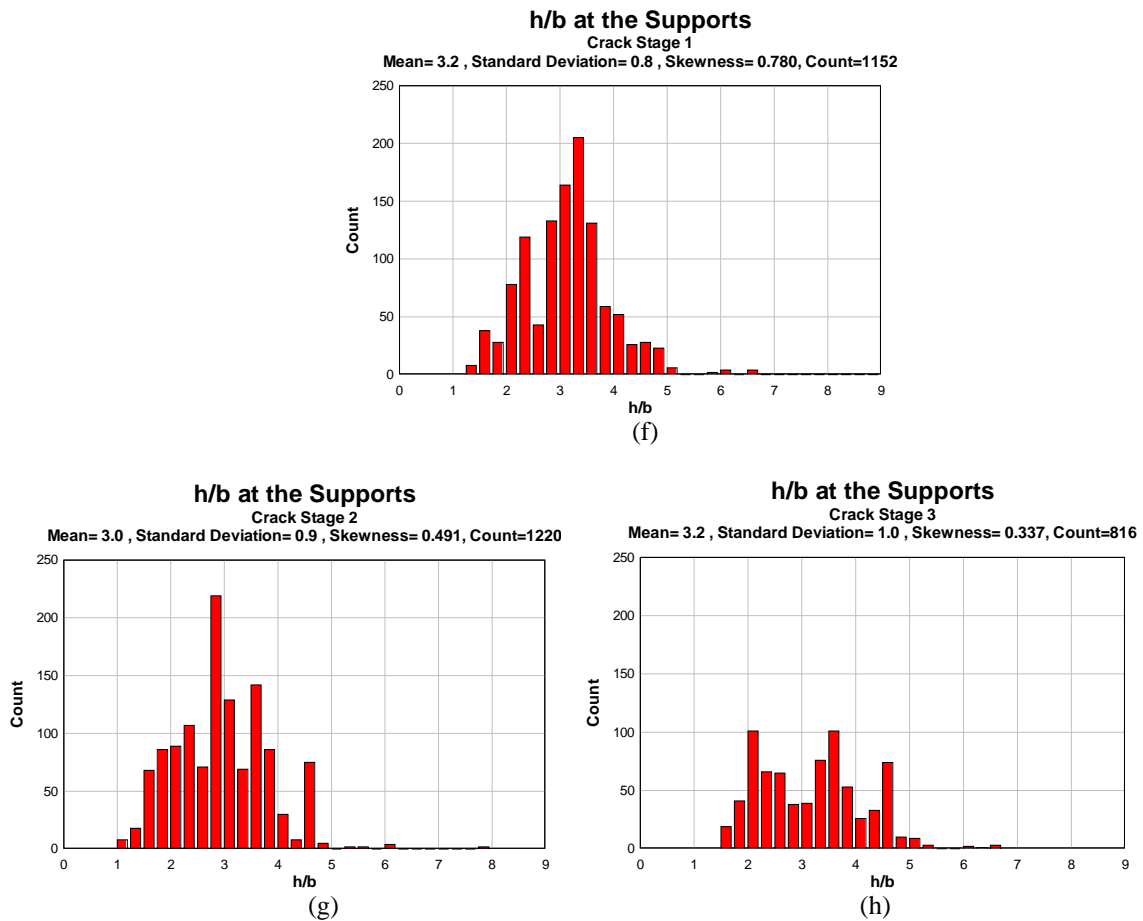 h/b at the Supports
Crack Stage 1
Mean= 3.2 , Standard Deviation= 0.8 , Skewness= 0.780, Count=1152
250
200
150
100
50
0
Count
0 1 2 3 4 5 6 7 8 9
h/b
(f)
h/b at the Supports
Crack Stage 2
Mean= 3.0 , Standard Deviation= 0.9 , Skewness= 0.491, Count=1220
250
200
150
100
50
0
Count
0 1 2 3 4 5 6 7 8 9
h/b
(g)
h/b at the Supports
Crack Stage 3
Mean= 3.2 , Standard Deviation= 1.0 , Skewness= 0.337, Count=816
250
200
150
100
50
0
Count
0 1 2 3 4 5 6 7 8 9
h/b
(h)